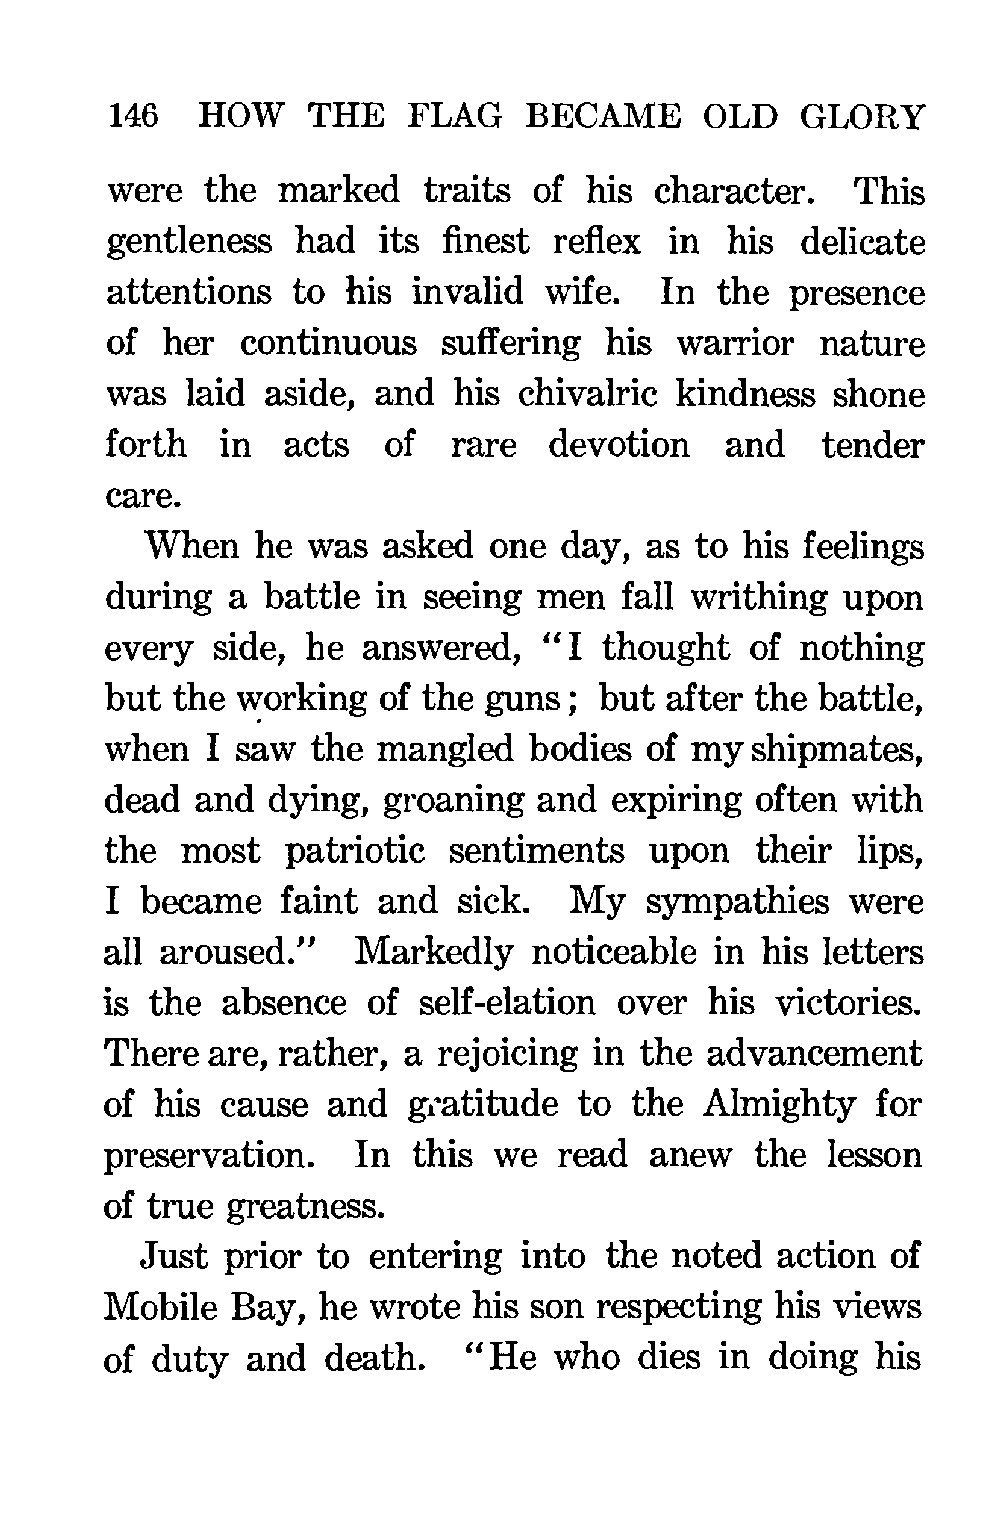 146 HOW THE FLAG BECAME OLD GLORY
were the marked traits of his character. This
gentleness had its finest reflex in his delicate
attentions to his invalid wife. In the presence
of her continuous suffering his warrior nature
was laid aside, and his chivalric kindness shone
forth in acts of rare devotion and tender
care.
When he was asked one day, as to his feelings
during a battle in seeing men fall writhing upon
every side, he answered, "I thought of nothing
but the working of the guns; but after the battle,
when I saw the mangled bodies of my shipmates,
dead and dying, groaning and expiring often with
the most patriotic sentiments upon their lips,
I became faint and sick. My sympathies were
all aroused." Markedly noticeable in his letters
is the absence of self-elation over his victories.
There are, rather, a rejoicing in the advancement
of his cause and gratitude to the Almighty for
preservation. In this we read anew the lesson
of true greatness.
Just prior to entering into the noted action of
Mobile Bay, he wrote his son respecting his views
of duty and death. "He who dies in doing his